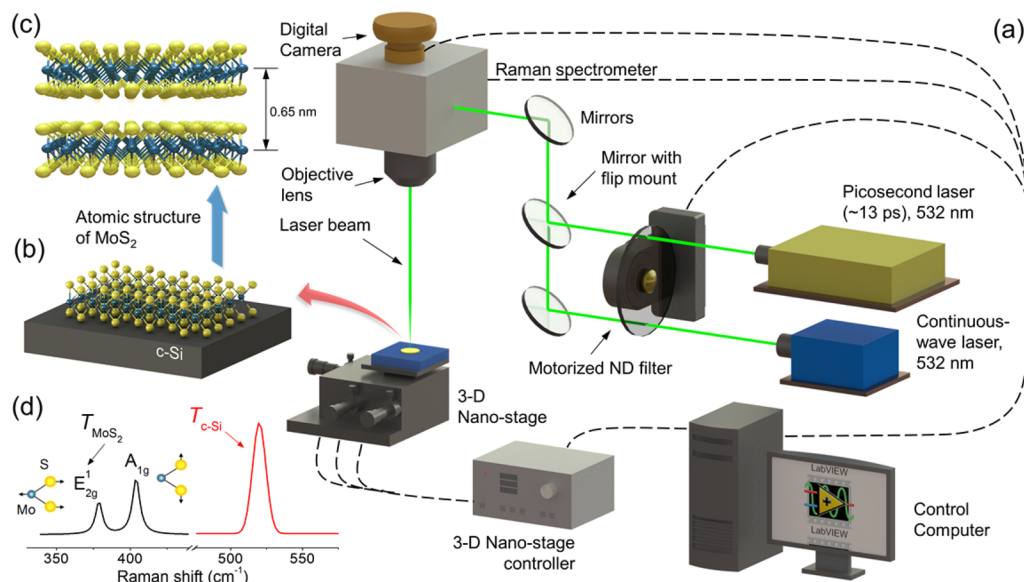 (c)
0.65 nm
Atomic structure
of MoS2
(b)
c-Si
(d)
TMoS2
S
Mo
E12g
A1g
Tc-Si
350
400
450
500
550
Raman shift (cm-1)
(a)
Digital
Camera
Raman spectrometer
Mirrors
Objective
lens
Mirror with
flip mount
Laser beam
Picosecond laser
(~13 ps), 532 nm
Continuous-
wave laser,
532 nm
Motorized ND filter
3-D
Nano-stage
3-D Nano-stage
controller
LabVIEW
LabVIEW
Control
Computer